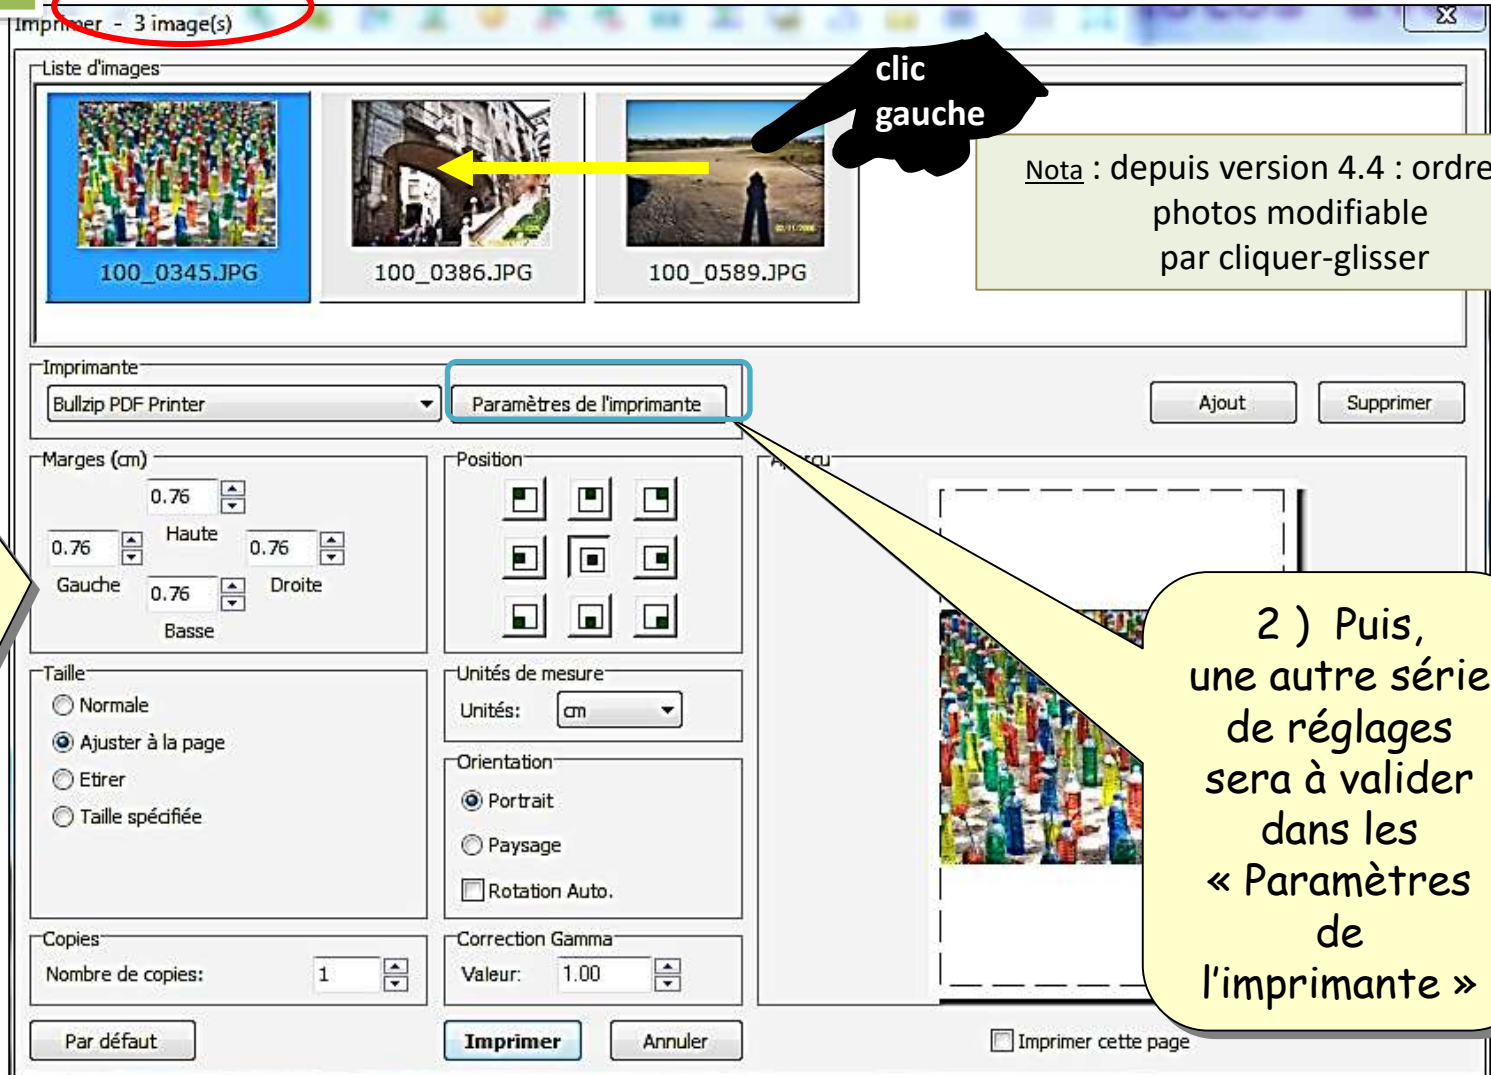 Imprimer - 3 image(s)
Liste d'images
clic
gauche
Nota : depuis version 4.4 : ordre
photos modifiable
par cliquer-glisser
100_0345.JPG
100_0386.JPG
100_0589.JPG
Imprimante
Bullzip PDF Printer
Paramètres de l'imprimante
Ajout
Supprimer
Marges (cm)
0.76
Haute
0.76
Gauche
0.76
Droite
0.76
Basse
Position
Aperçu
Taille
Normale
Ajuster à la page
Etirer
Taille spécifiée
Unités de mesure
Unités: cm
Orientation
Portrait
Paysage
Rotation Auto.
2 ) Puis,
une autre série
de réglages
sera à valider
dans les
« Paramètres
de
l’imprimante »
Copies
Nombre de copies: 1
Correction Gamma
Valeur: 1.00
Par défaut
Imprimer
Annuler
Imprimer cette page